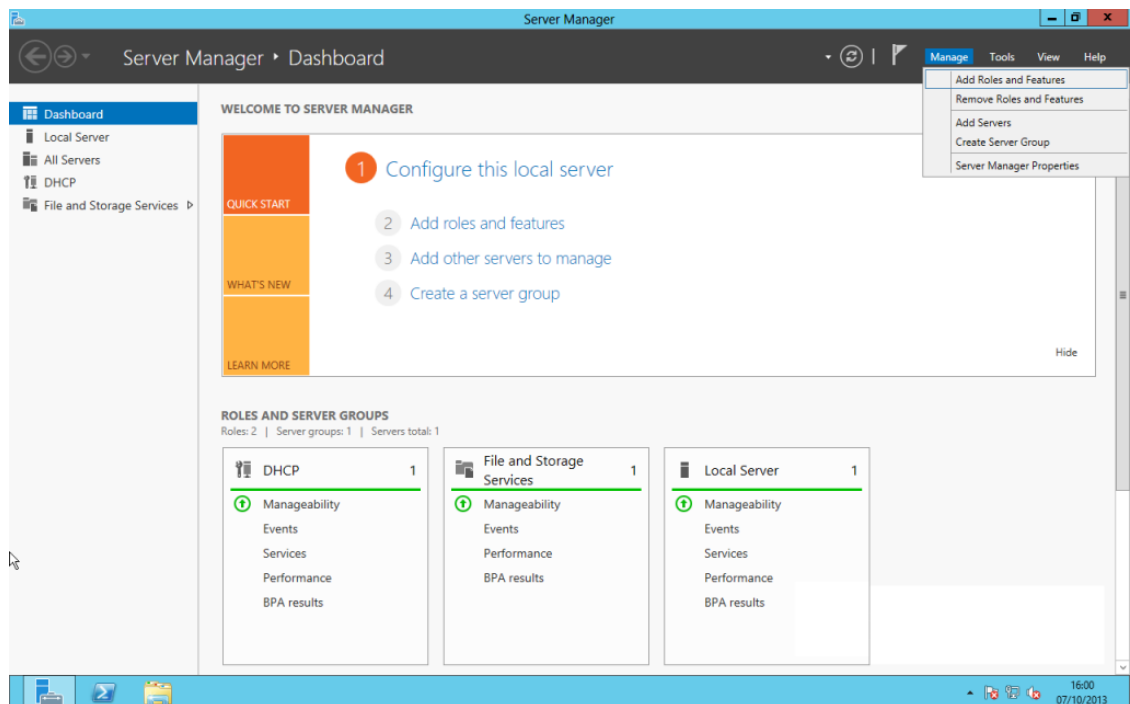 Server Manager
Server Manager • Dashboard
Manage Tools View Help
Add Roles and Features
Remove Roles and Features
Add Servers
Create Server Group
Server Manager Properties
Dashboard
Local Server
All Servers
DHCP
File and Storage Services
WELCOME TO SERVER MANAGER
QUICK START
WHAT'S NEW
LEARN MORE
1 Configure this local server
2 Add roles and features
3 Add other servers to manage
4 Create a server group
Hide
ROLES AND SERVER GROUPS
Roles: 2 | Server groups: 1 | Servers total: 1
DHCP 1
Manageability
Events
Services
Performance
BPA results
File and Storage
Services 1
Manageability
Events
Performance
BPA results
Local Server 1
Manageability
Events
Services
Performance
BPA results
16:00
07/10/2013